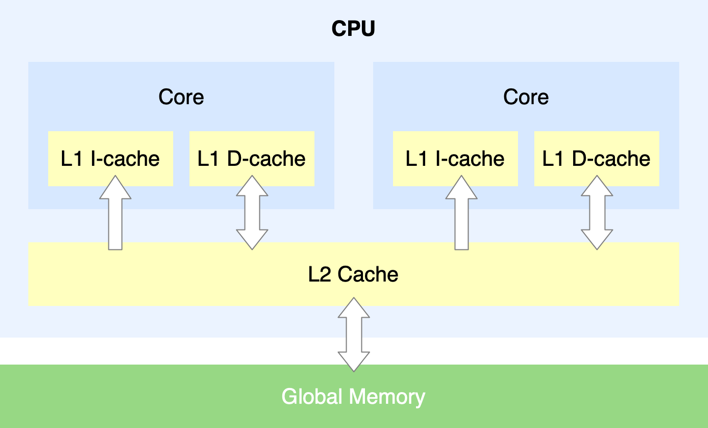 CPU
Core
Core
L1 I-cache
L1 D-cache
L1 I-cache
L1 D-cache
L2 Cache
Global Memory